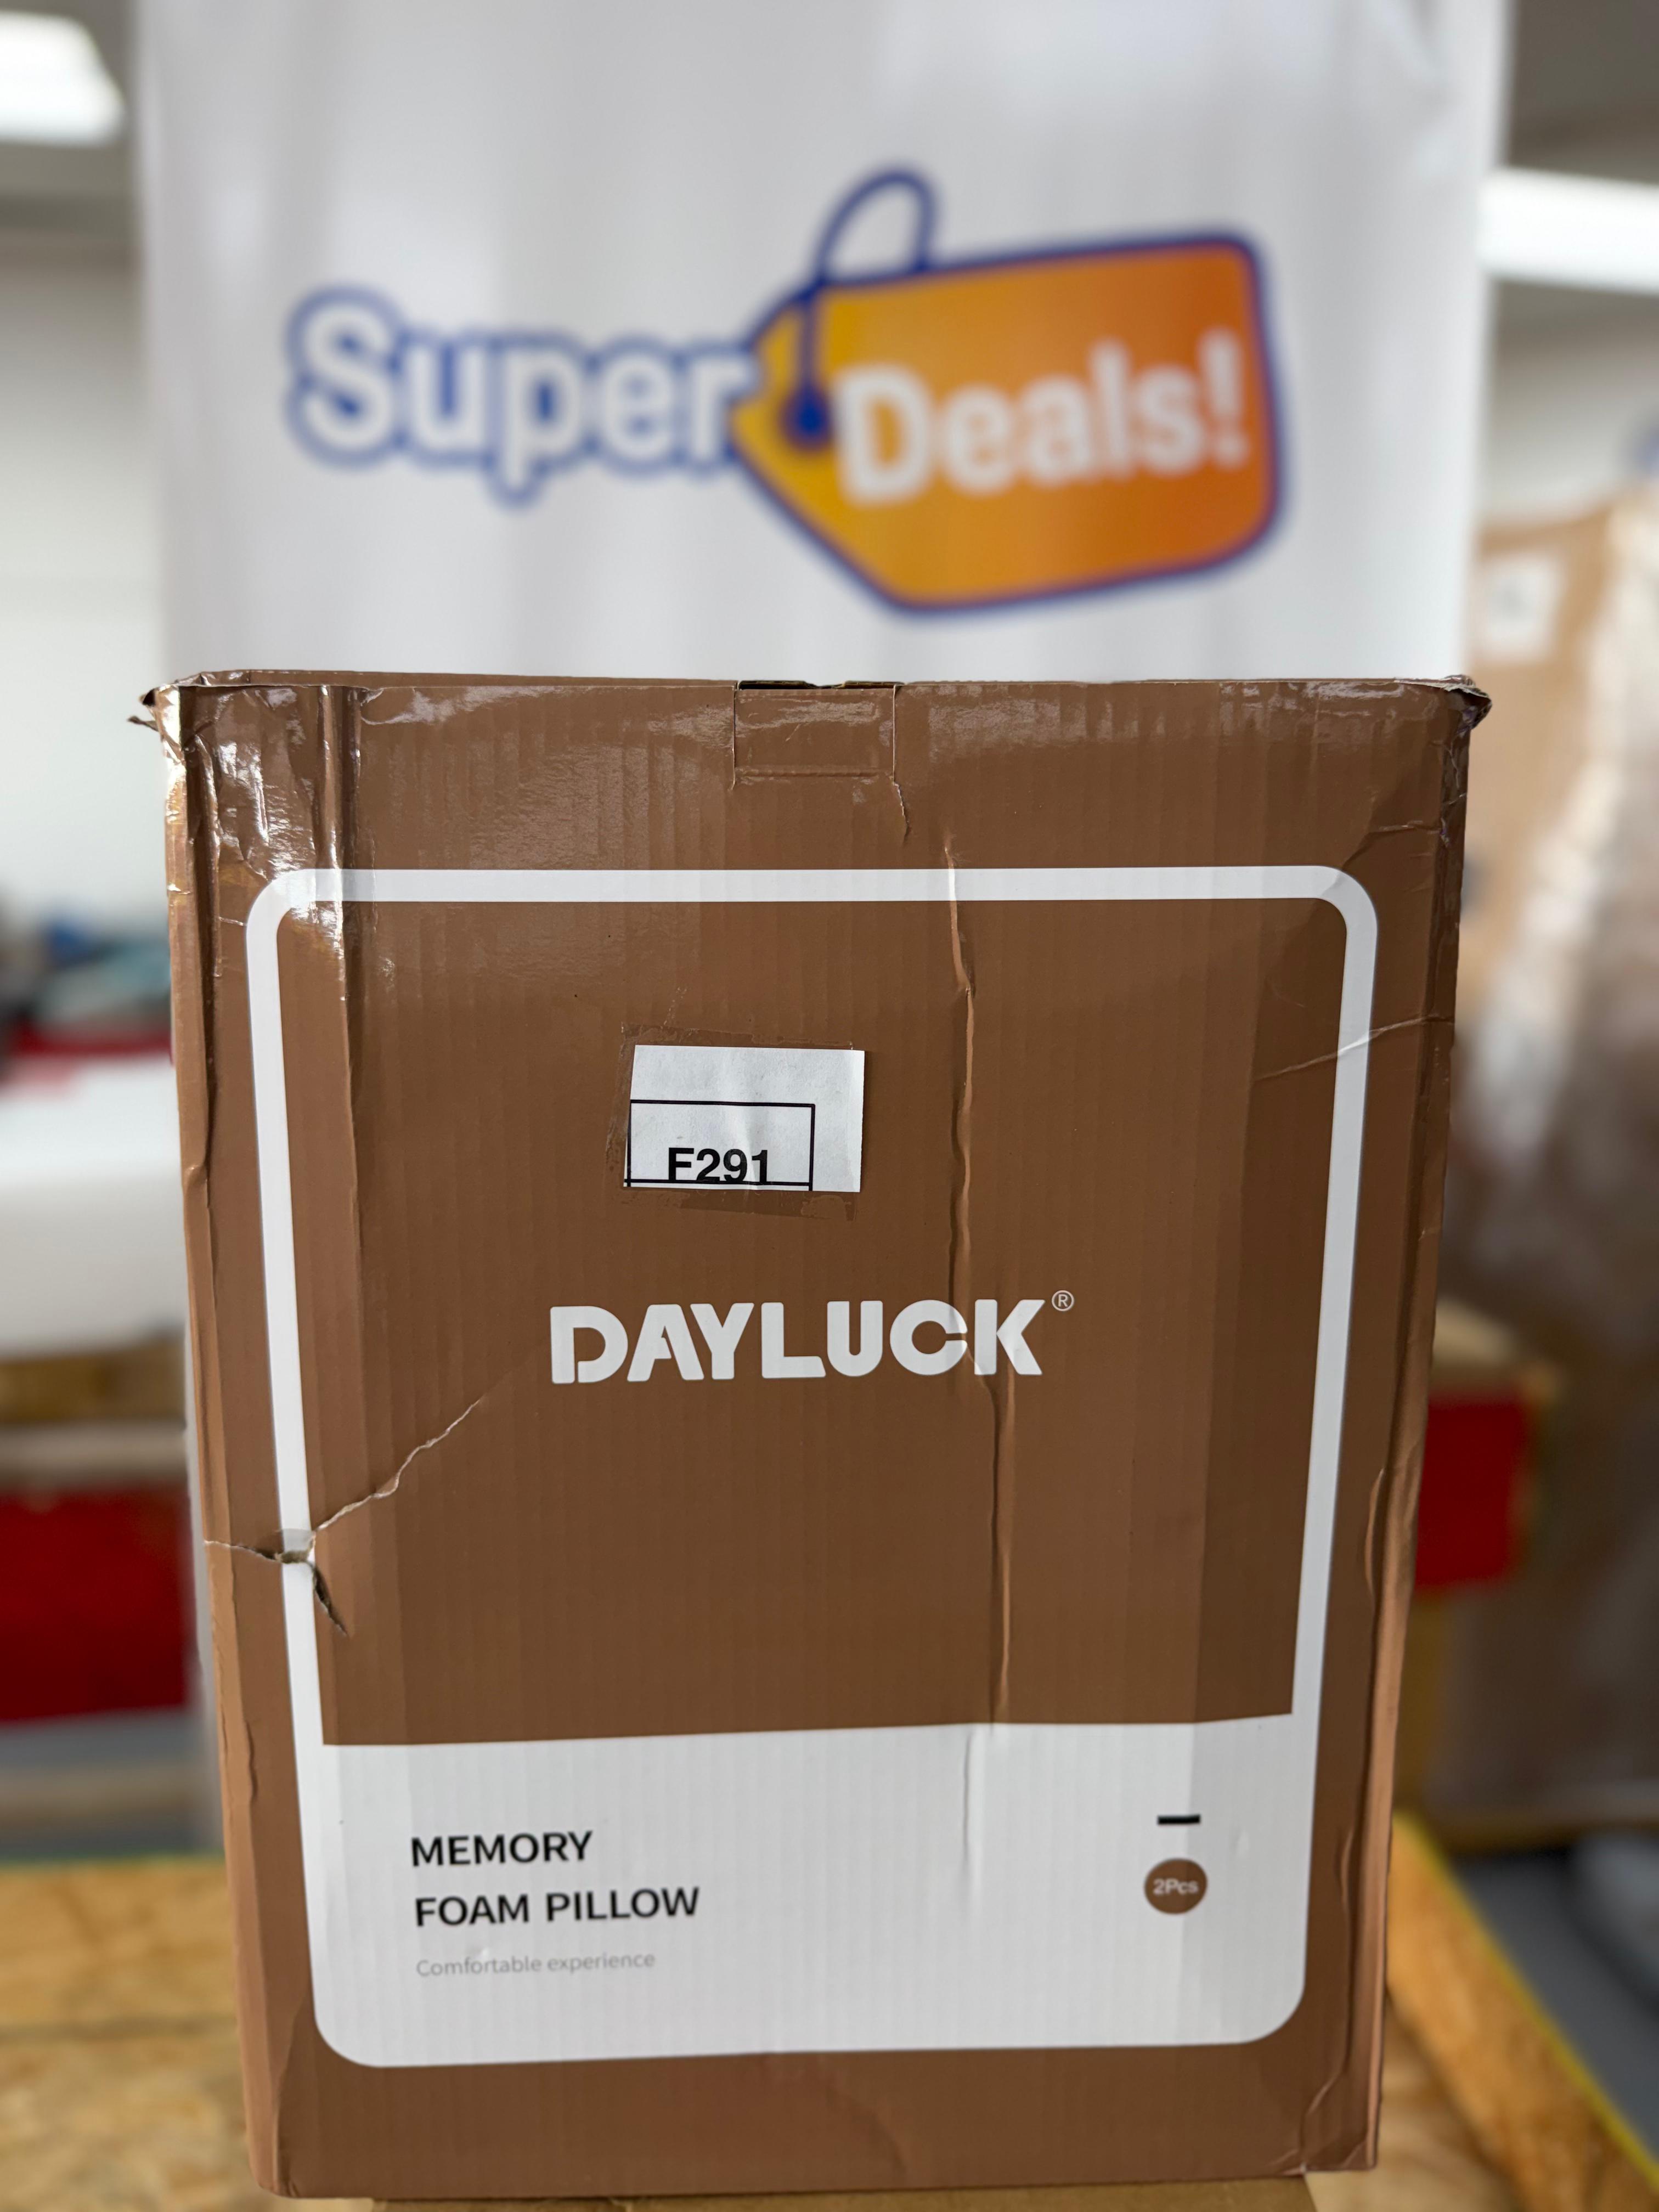 Super Deals!
F291
DAYLUCK®
MEMORY
FOAM PILLOW
2Pcs
Comfortable experience